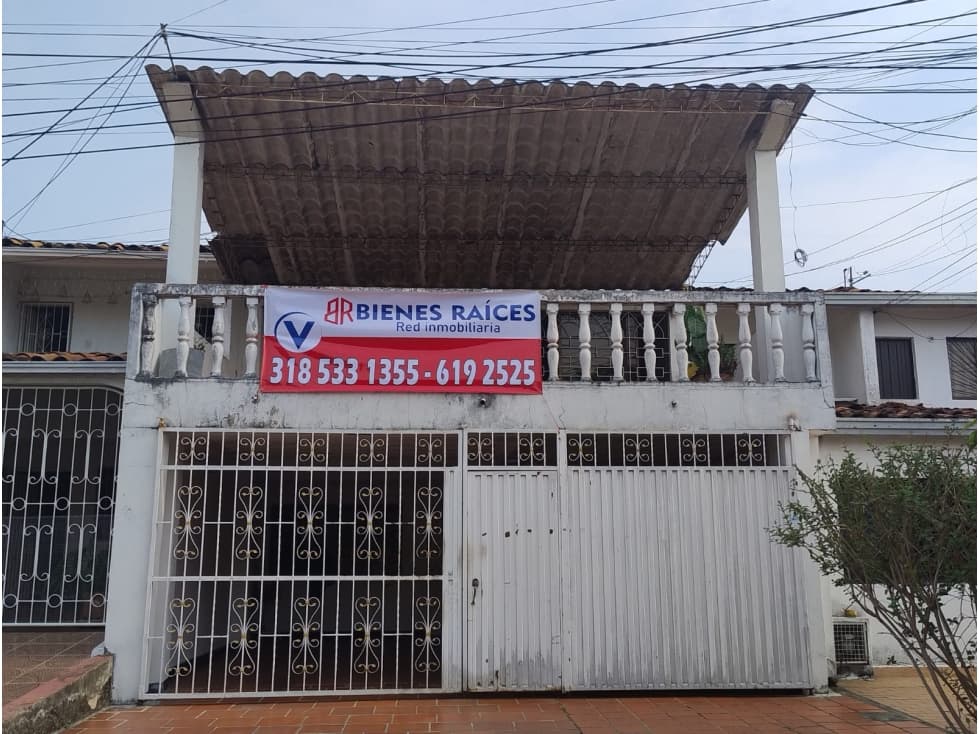 V BR BIENES RAÍCES
Red inmobiliaria
318 533 1355 - 619 2525